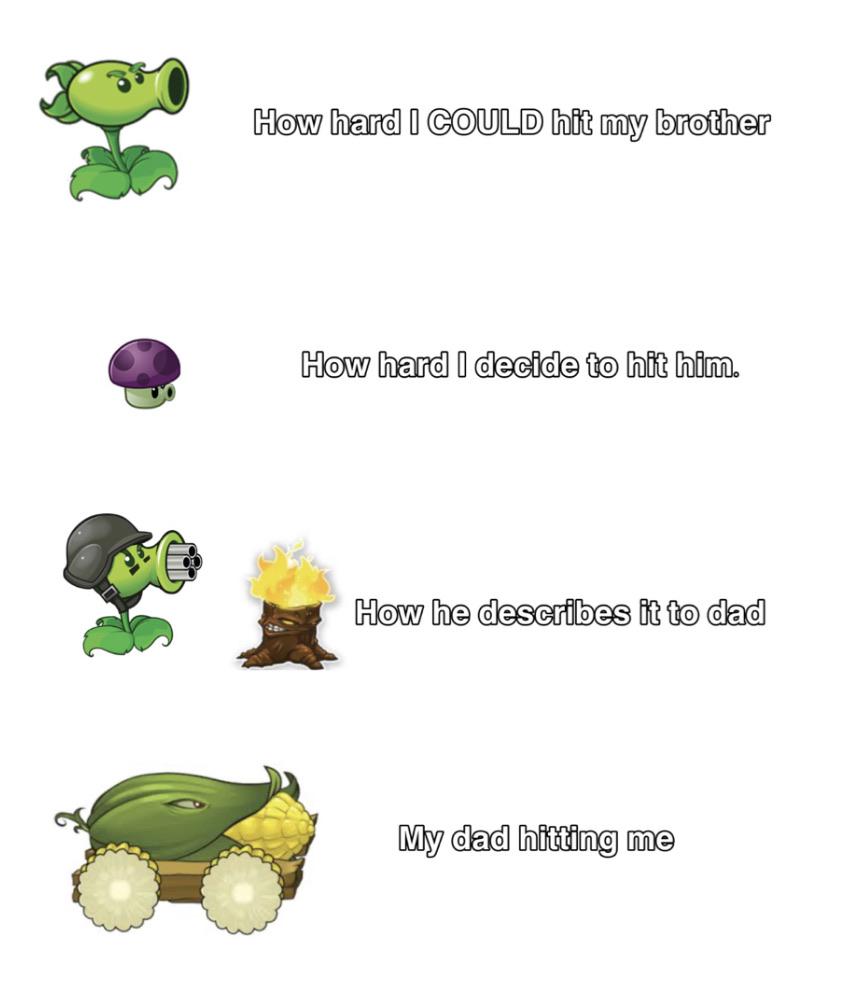 How hard I COULD hit my brother
How hard I decide to hit him.
How he describes it to dad
My dad hitting me